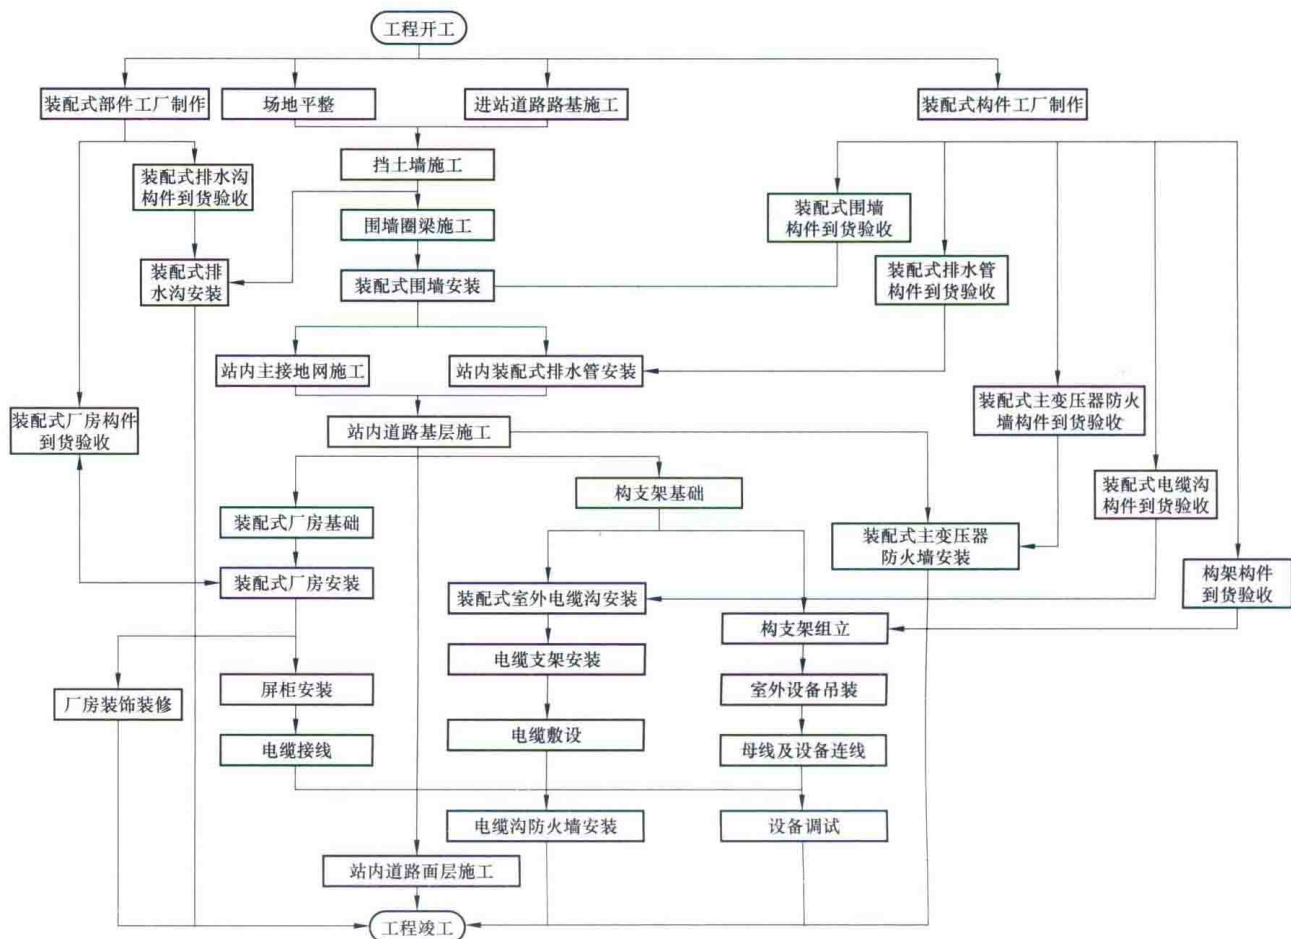 工程开工
装配式部件工厂制作
场地平整
进站道路路基施工
装配式构件工厂制作
挡土墙施工
装配式排水沟
构件到货验收
装配式围墙
构件到货验收
围墙圈梁施工
装配式排
水沟安装
装配式围墙安装
装配式排水管
构件到货验收
站内主接地网施工
站内装配式排水管安装
装配式厂房构件
到货验收
站内道路基层施工
装配式主变压器防火
墙构件到货验收
构支架基础
装配式电缆沟
构件到货验收
装配式厂房基础
装配式主变压器
防火墙安装
装配式厂房安装
装配式室外电缆沟安装
构架构件
到货验收
构支架组立
电缆支架安装
厂房装饰装修
屏柜安装
室外设备吊装
电缆敷设
电缆接线
母线及设备连线
电缆沟防火墙安装
设备调试
站内道路面层施工
工程竣工